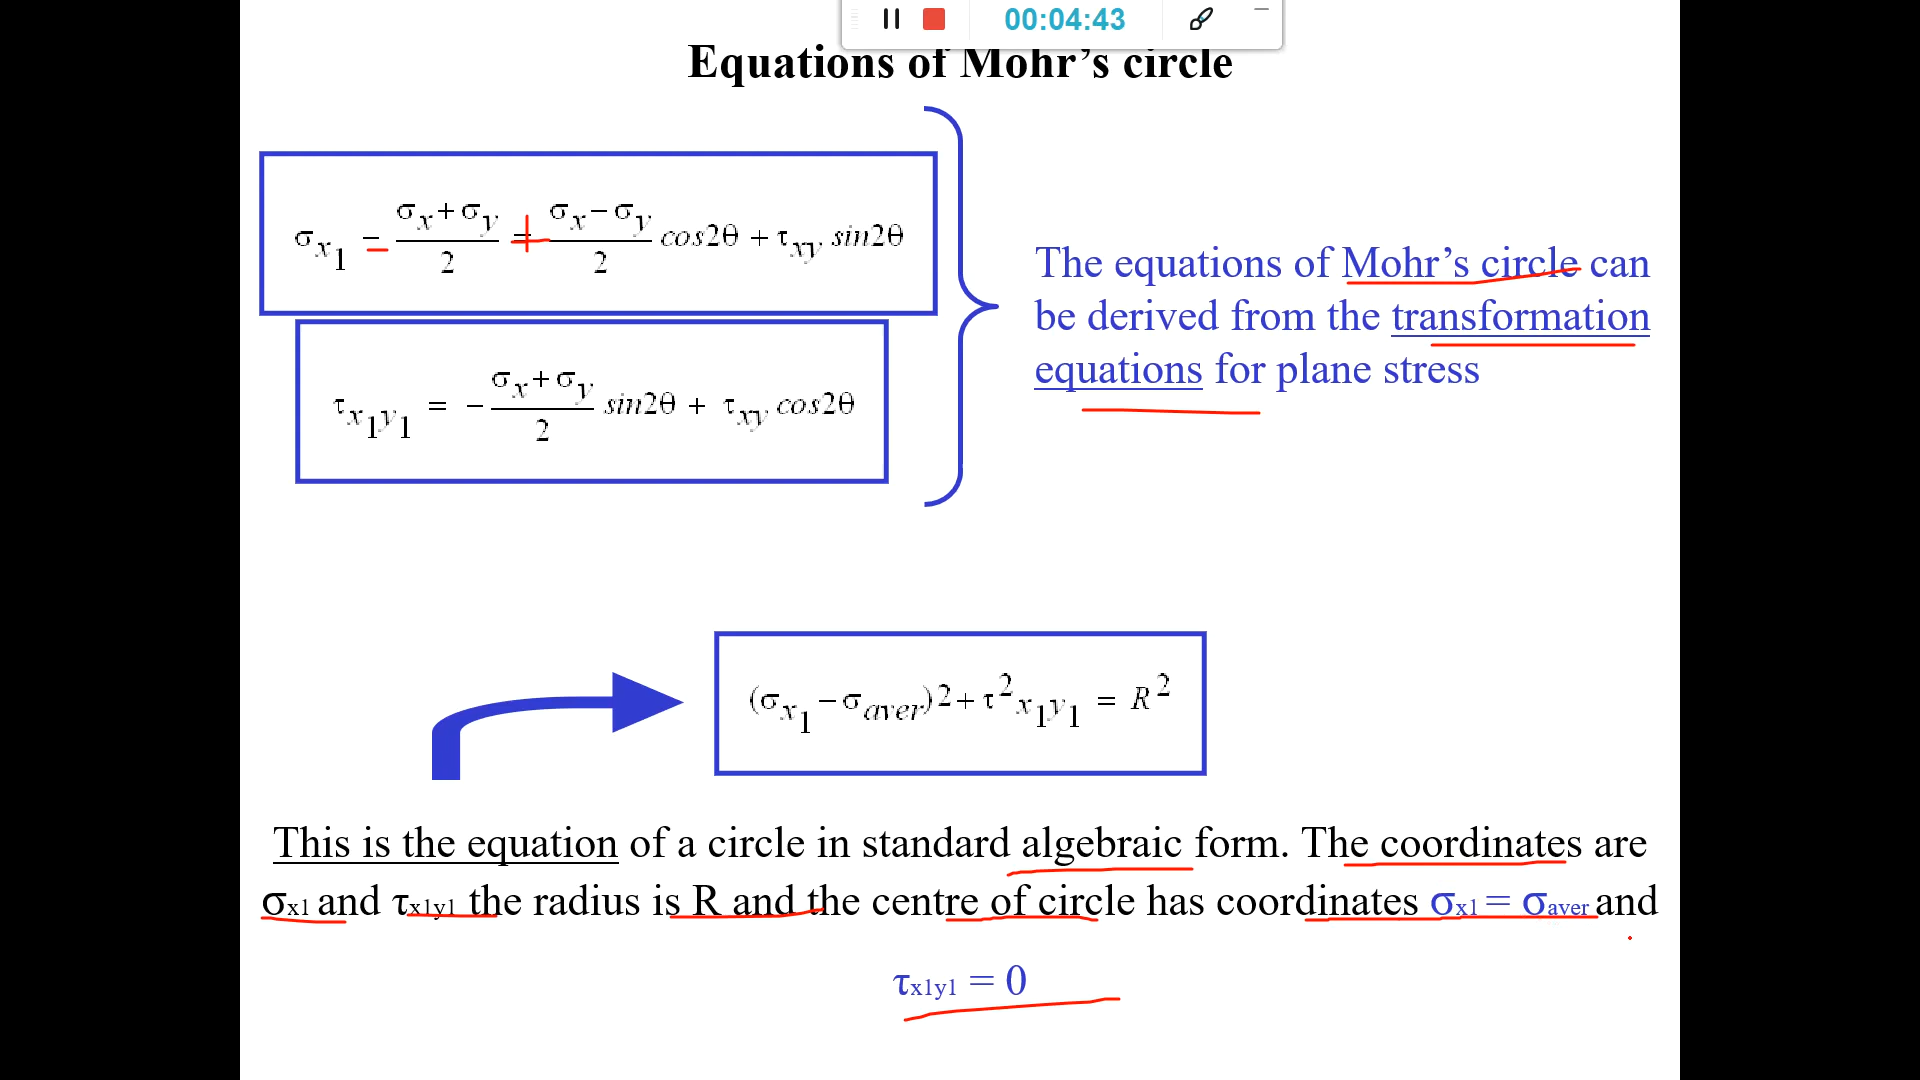 00:04:43
Equations of Mohr’s circle
σx1 − (σx + σy)/2 = (σx − σy)/2 cos2θ + τxy sin2θ
The equations of Mohr’s circle can
be derived from the transformation
equations for plane stress
τx1y1 = −(σx + σy)/2 sin2θ + τxy cos2θ
(σx1 − σaver)2 + τ²x1y1 = R²
This is the equation of a circle in standard algebraic form. The coordinates are
σx1 and τx1y1 the radius is R and the centre of circle has coordinates σx1 = σaver and
τx1y1 = 0